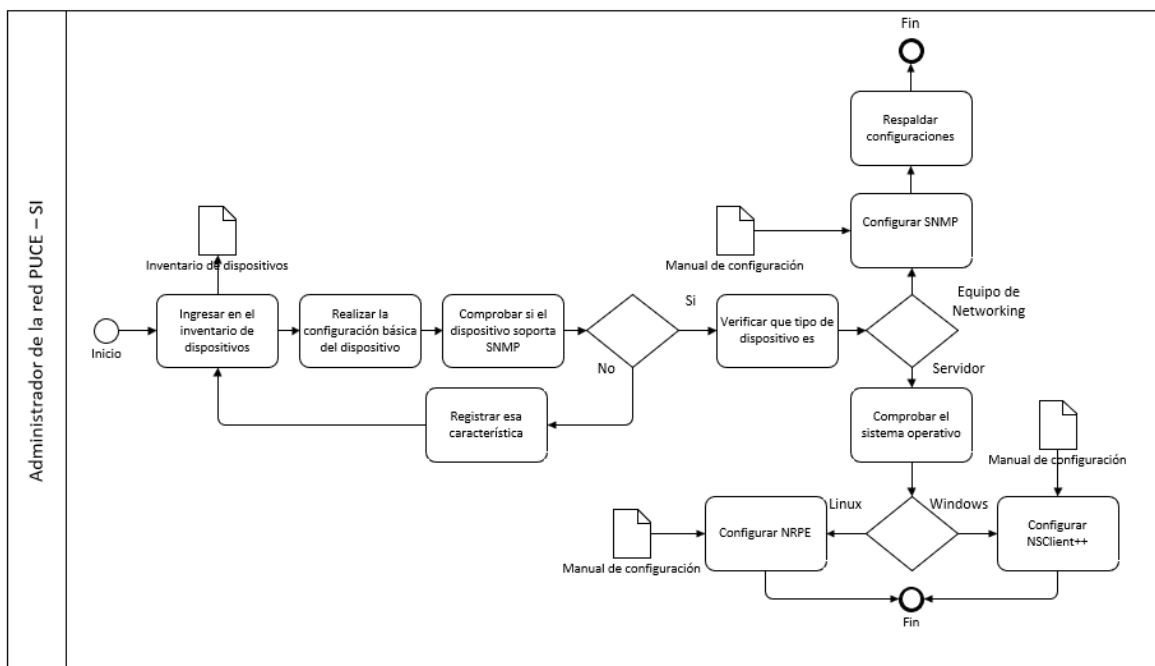 Administrador de la red PUCE – SI
Fin
Respaldar
configuraciones
Configurar SNMP
Manual de configuración
Inventario de dispositivos
Inicio
Ingresar en el
inventario de
dispositivos
Realizar la
configuración básica
del dispositivo
Comprobar si el
dispositivo soporta
SNMP
Si
No
Verificar que tipo de
dispositivo es
Equipo de
Networking
Servidor
Registrar esa
característica
Comprobar el
sistema operativo
Manual de configuración
Linux
Windows
Configurar NRPE
Manual de configuración
Configurar
NSClient++
Fin